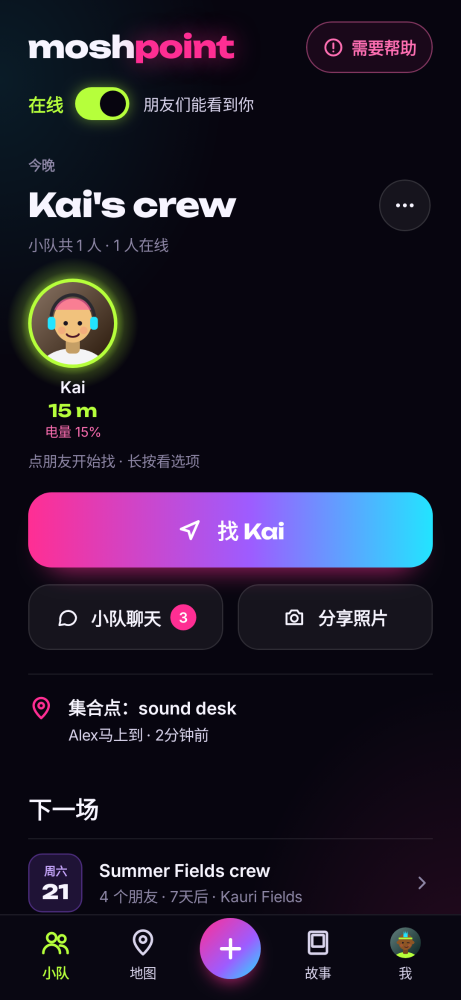 moshpoint
需要帮助
在线
朋友们能看到你
今晚
Kai's crew
小队共 1 人 · 1 人在线
Kai
15 m
电量 15%
点朋友开始找 · 长按看选项
找 Kai
小队聊天 3
分享照片
集合点：sound desk
Alex马上到 · 2分钟前
下一场
周六
21
Summer Fields crew
4 个朋友 · 7天后 · Kauri Fields
小队
地图
故事
我